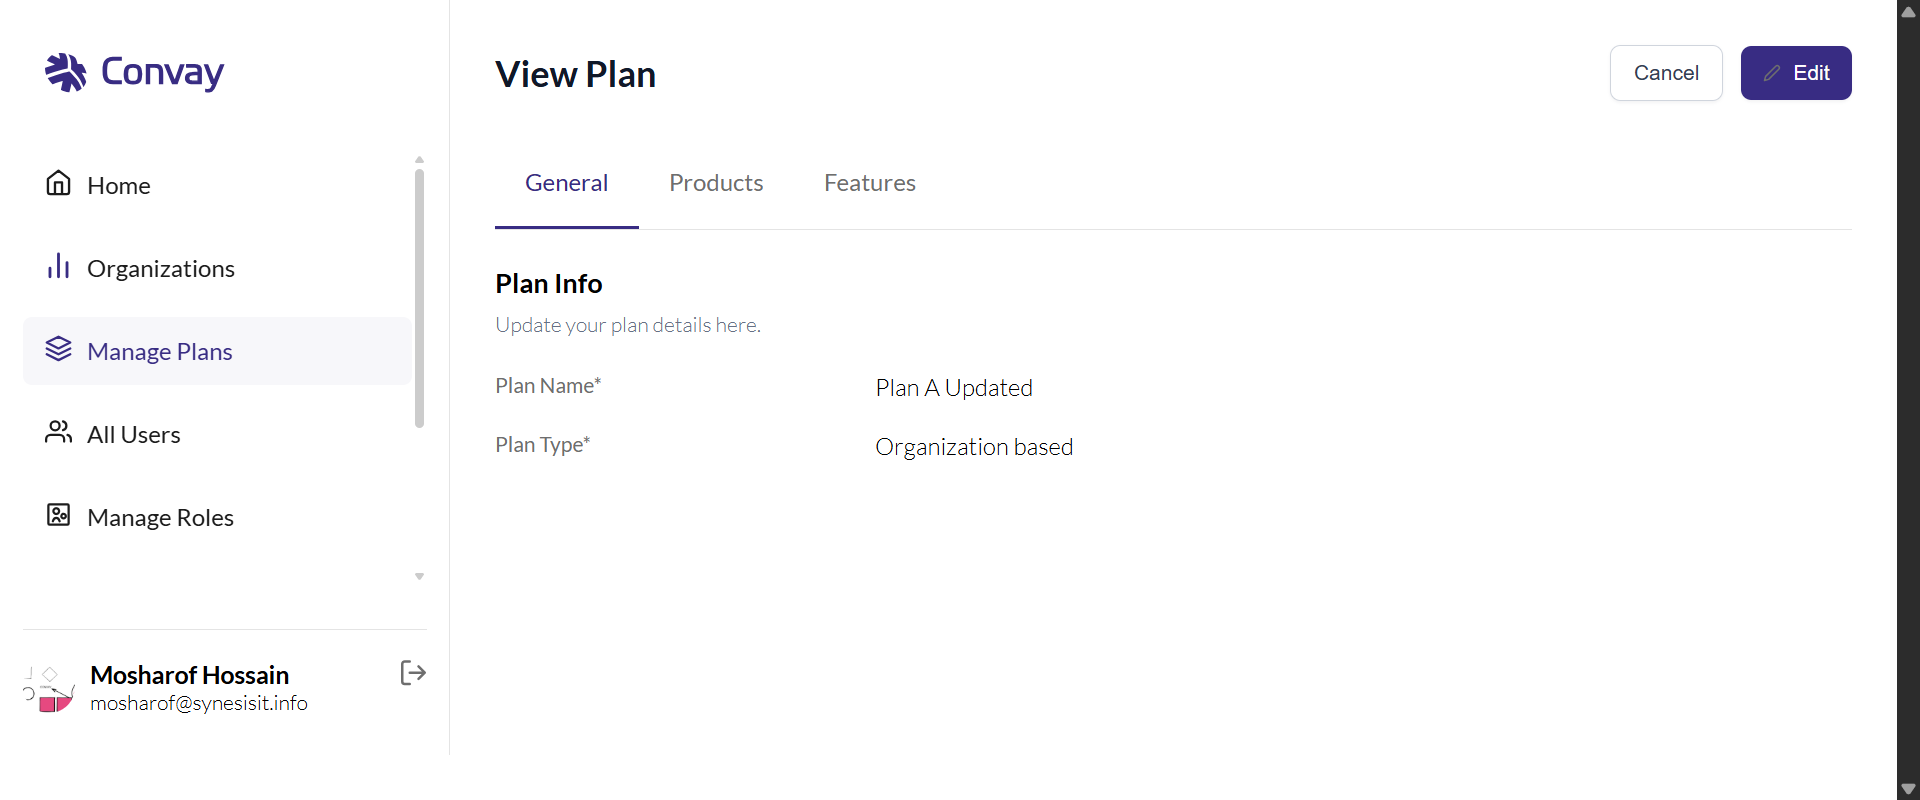 Convay
Home
Organizations
Manage Plans
All Users
Manage Roles
Mosharof Hossain
mosharof@synesisit.info
View Plan
Cancel
Edit
General Products Features
Plan Info
Update your plan details here.
Plan Name* Plan A Updated
Plan Type* Organization based